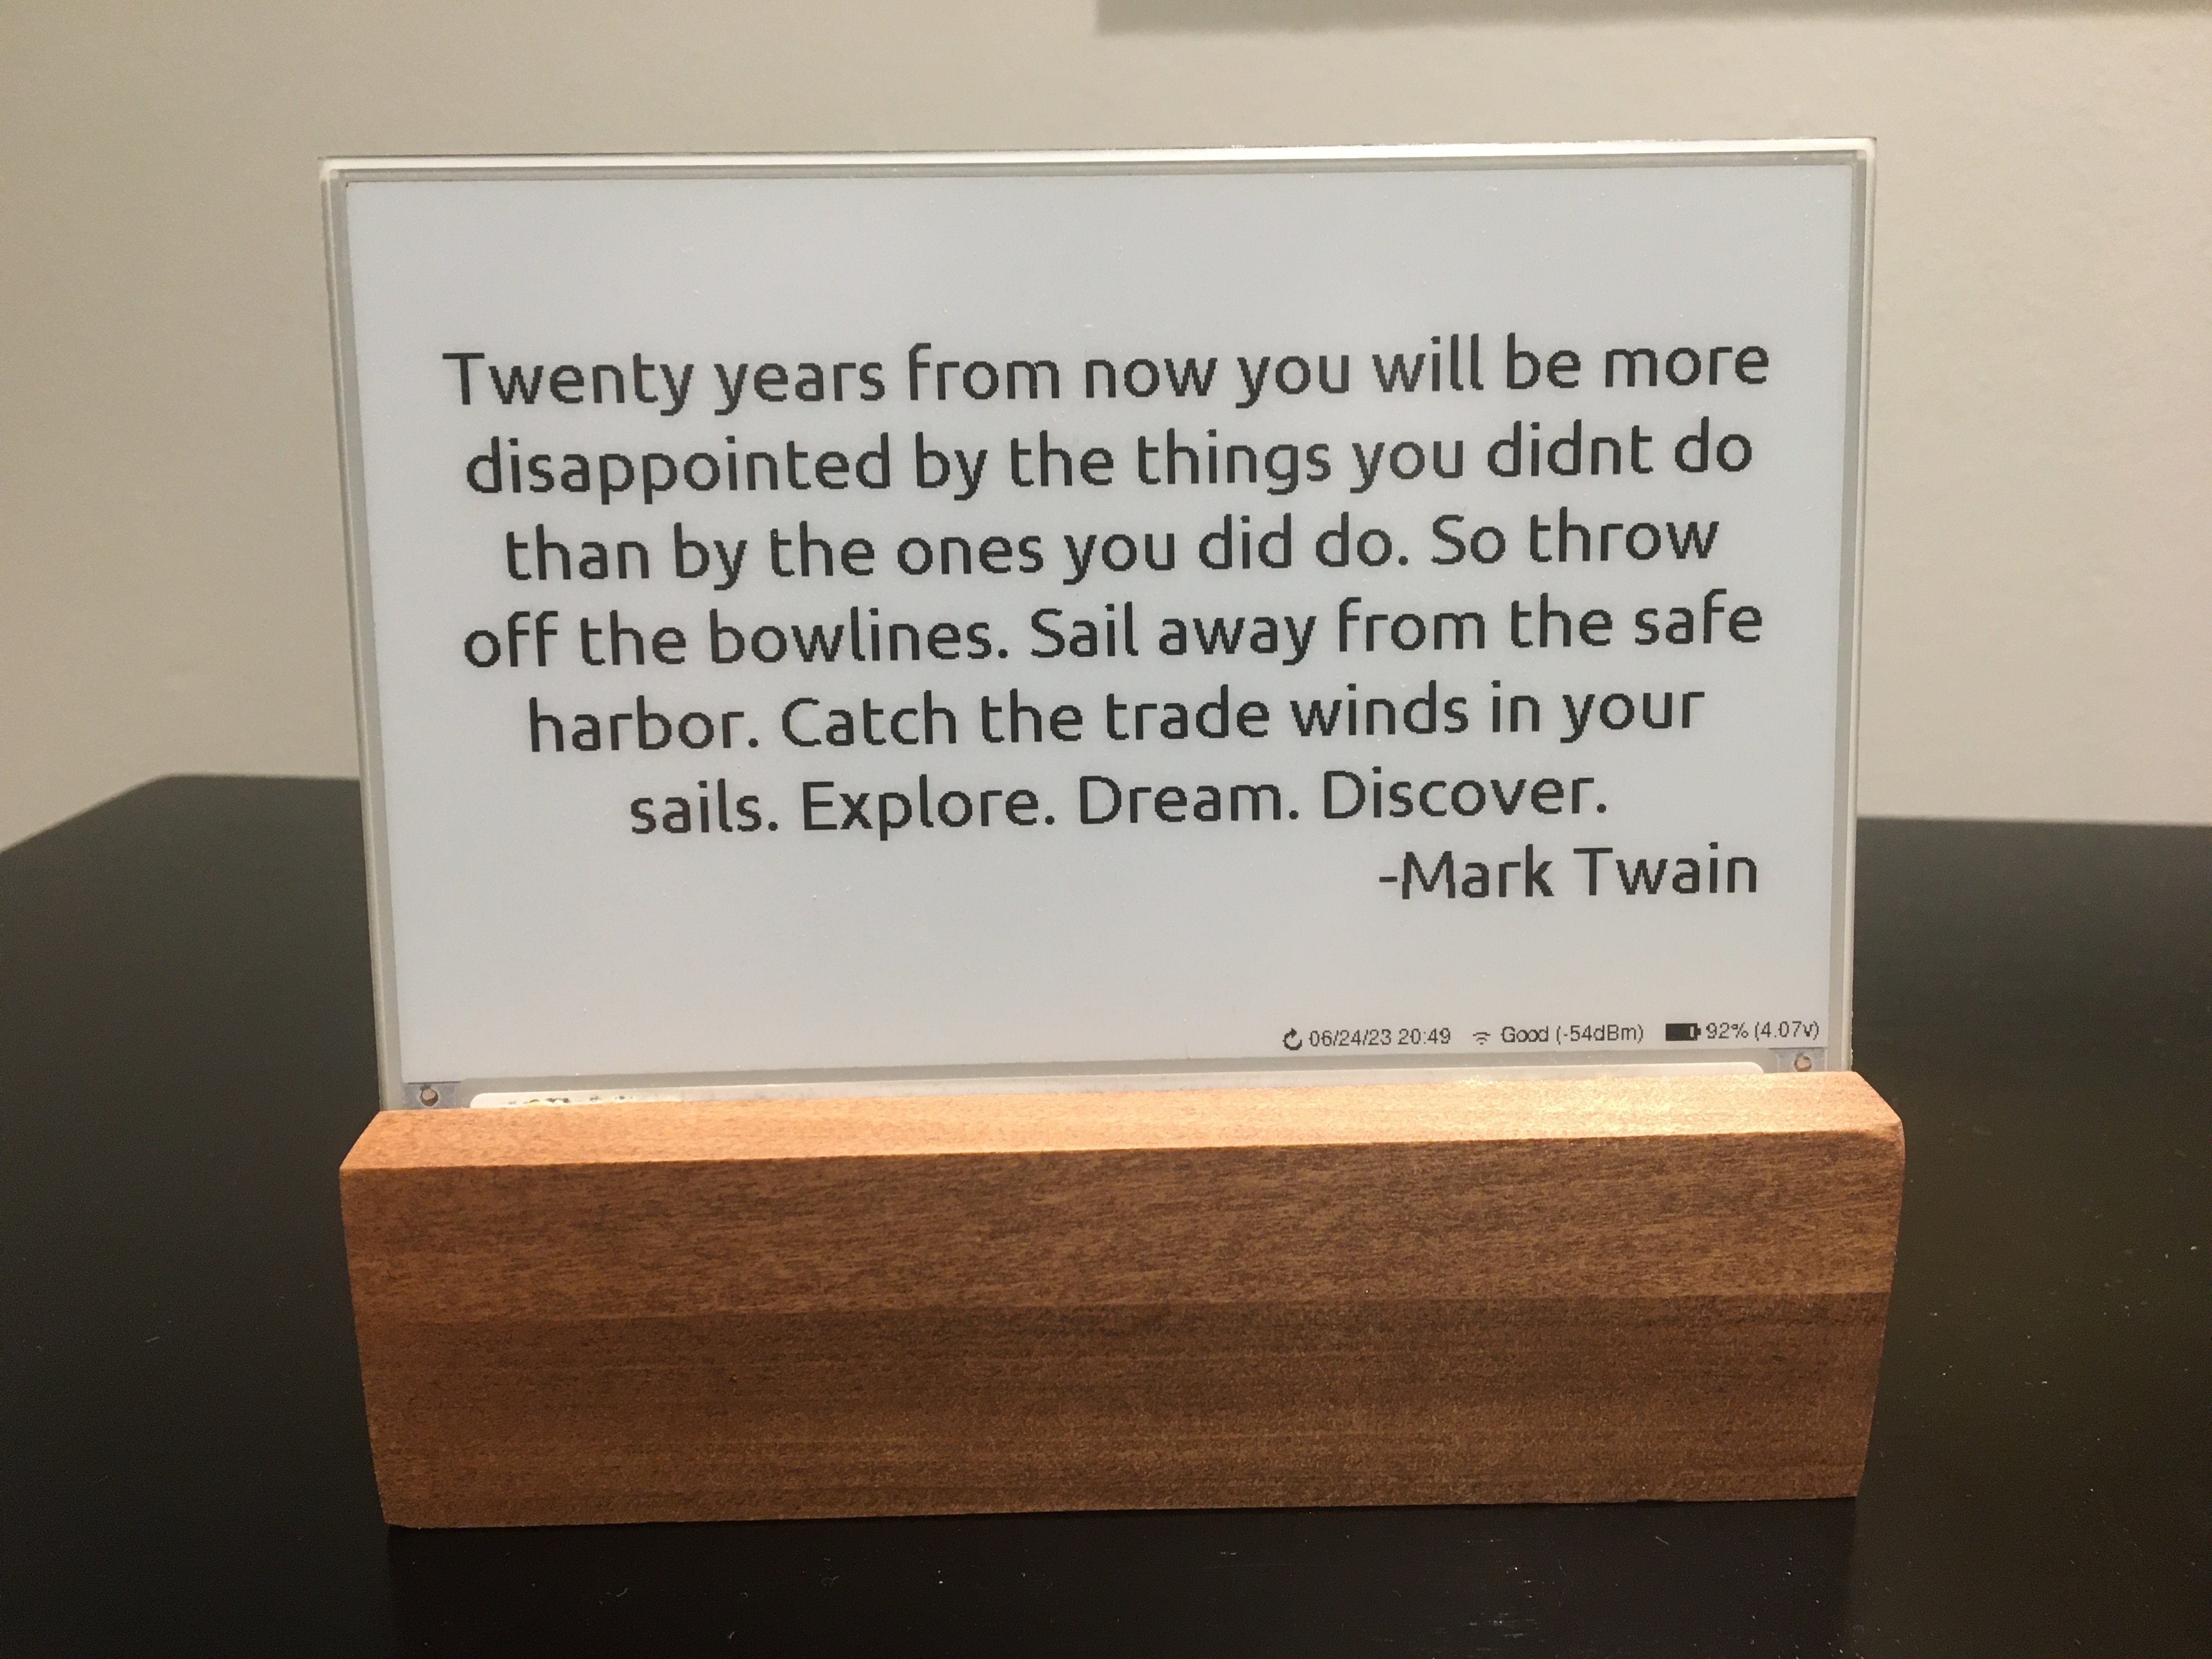 Twenty years from now you will be more
disappointed by the things you didnt do
than by the ones you did do. So throw
off the bowlines. Sail away from the safe
harbor. Catch the trade winds in your
sails. Explore. Dream. Discover.
-Mark Twain
06/24/23 20:49 Good (-54dBm) 92% (4.07v)